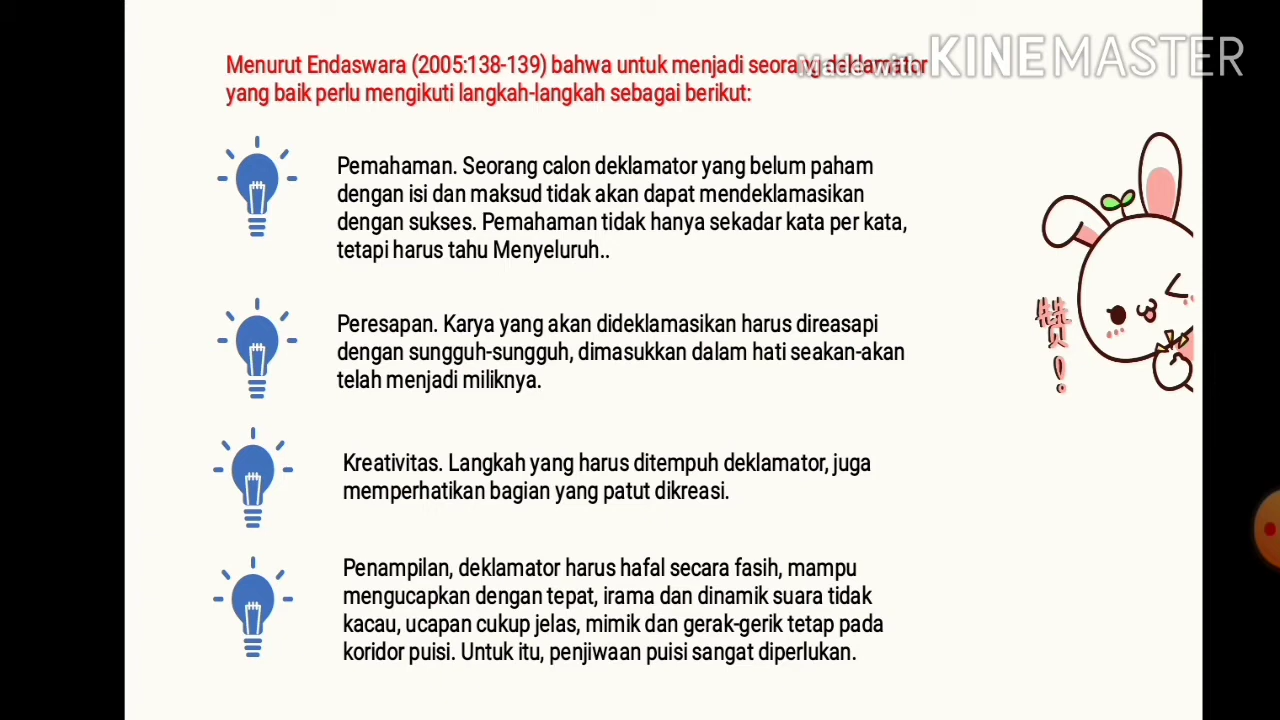 Menurut Endaswara (2005:138-139) bahwa untuk menjadi seorang deklamator
yang baik perlu mengikuti langkah-langkah sebagai berikut:
Made with KINEMASTER
Pemahaman. Seorang calon deklamator yang belum paham
dengan isi dan maksud tidak akan dapat mendeklamasikan
dengan sukses. Pemahaman tidak hanya sekadar kata per kata,
tetapi harus tahu Menyeluruh..
Peresapan. Karya yang akan dideklamasikan harus direasapi
dengan sungguh-sungguh, dimasukkan dalam hati seakan-akan
telah menjadi miliknya.
Kreativitas. Langkah yang harus ditempuh deklamator, juga
memperhatikan bagian yang patut dikreasi.
Penampilan, deklamator harus hafal secara fasih, mampu
mengucapkan dengan tepat, irama dan dinamik suara tidak
kacau, ucapan cukup jelas, mimik dan gerak-gerik tetap pada
koridor puisi. Untuk itu, penjiwaan puisi sangat diperlukan.
赞!